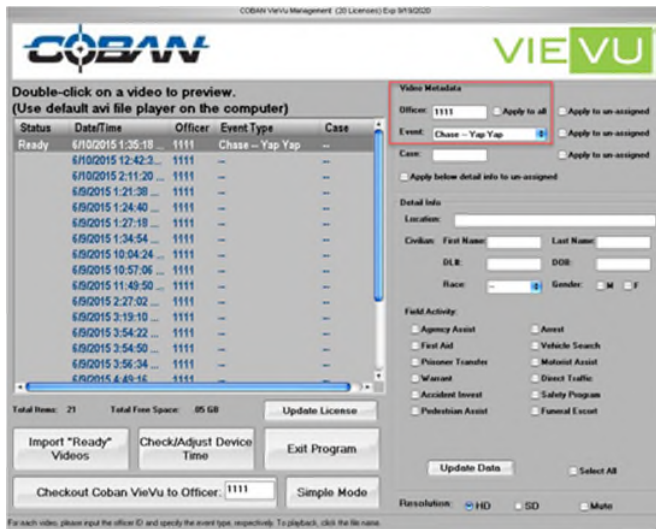 COBAN VieVu Management (20 Licenses) Exp 9/19/2020
COBAN
VIEVU
Double-click on a video to preview.
(Use default avi file player on the computer)
Status Date/Time Officer Event Type Case
Ready 6/10/2015 1:35:18 ... 1111 Chase -- Yap Yap --
6/10/2015 12:42:3... 1111 -- --
6/10/2015 2:11:20 ... 1111 -- --
6/9/2015 1:21:38 ... 1111 -- --
6/9/2015 1:24:40 ... 1111 -- --
6/9/2015 1:27:18 ... 1111 -- --
6/9/2015 1:34:54 ... 1111 -- --
6/9/2015 10:04:24 ... 1111 -- --
6/9/2015 10:57:06 ... 1111 -- --
6/9/2015 11:49:50 ... 1111 -- --
6/9/2015 2:27:02 ... 1111 -- --
6/9/2015 3:19:10 ... 1111 -- --
6/9/2015 3:54:22 ... 1111 -- --
6/9/2015 3:54:50 ... 1111 -- --
6/9/2015 3:56:34 ... 1111 -- --
6/9/2015 4:49:16 1111 -- --
Total Items: 21 Total Free Space: .05 GB Update License
Import "Ready" Videos
Check/Adjust Device Time
Exit Program
Checkout Coban VieVu to Officer: 1111
Simple Mode
Video Metadata
Officer: 1111 Apply to all Apply to un-assigned
Event: Chase -- Yap Yap Apply to un-assigned
Case: Apply to un-assigned
Apply below detail info to un-assigned
Detail Info
Location:
Civilian: First Name: Last Name:
DL#: DOB:
Race: -- Gender: M F
Field Activity:
Agency Assist Arrest
First Aid Vehicle Search
Prisoner Transfer Motorist Assist
Warrant Direct Traffic
Accident Invest Safety Program
Pedestrian Assist Funeral Escort
Update Data Select All
Resolution: HD SD Mute
For each video, please input the officer ID and specify the event type, respectively. To playback, click the file name.